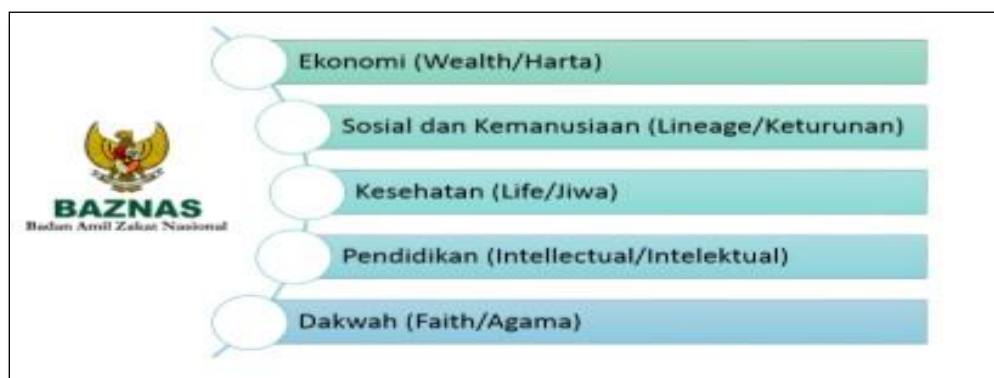 Ekonomi (Wealth/Harta)
Sosial dan Kemanusiaan (Lineage/Keturunan)
Kesehatan (Life/Jiwa)
BAZNAS
Badan Amil Zakat Nasional
Pendidikan (Intellectual/Intelektual)
Dakwah (Faith/Agama)